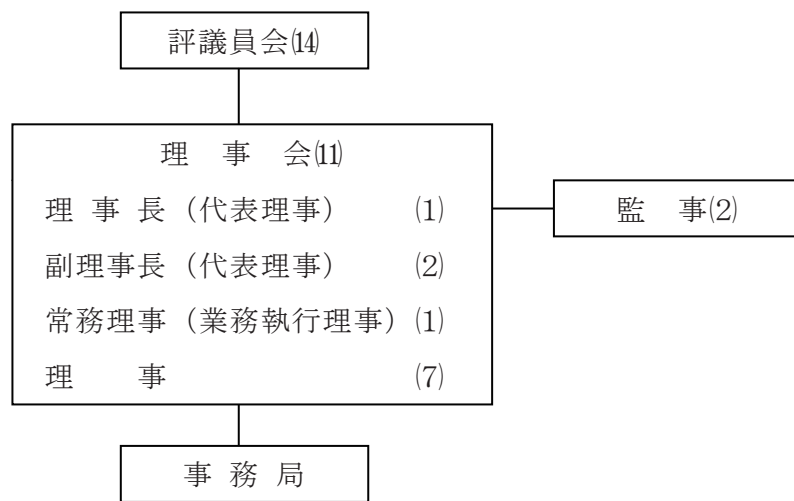 評議員会⒁
理　事　会⑾
理 事 長（代表理事）　　⑴
副理事長（代表理事）　　⑵
常務理事（業務執行理事）⑴
理　　事　　　　　　　　⑺
監　事⑵
事 務 局